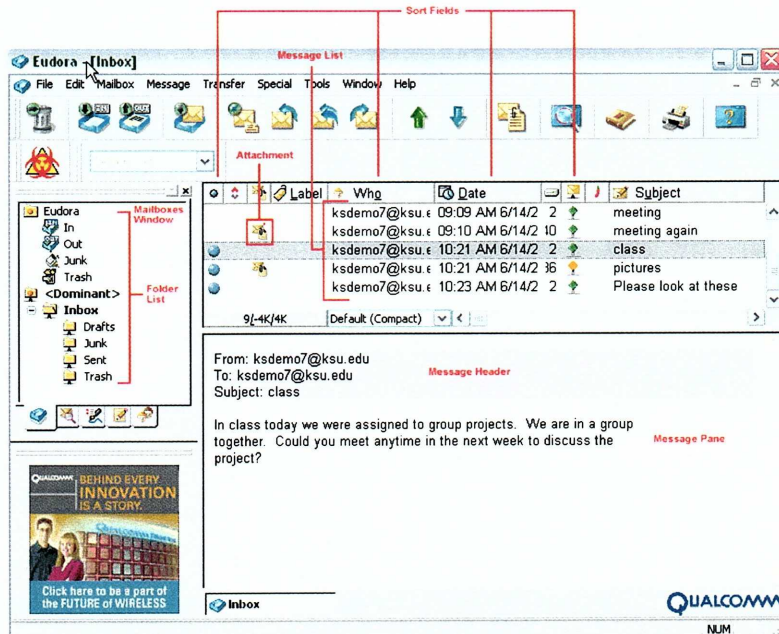 Sort Fields
Message List
Eudora - [Inbox]
File Edit Mailbox Message Transfer Special Tools Window Help
IN OUT
Attachment
Label Who Date Subject
ksdemo7@ksu.e 09:09 AM 6/14/2 2 meeting
ksdemo7@ksu.e 09:10 AM 6/14/2 10 meeting again
ksdemo7@ksu.e 10:21 AM 6/14/2 2 class
ksdemo7@ksu.e 10:21 AM 6/14/2 36 pictures
ksdemo7@ksu.e 10:23 AM 6/14/2 2 Please look at these
9/-4K/4K Default (Compact)
Eudora
In
Out
Junk
Trash
<Dominant>
Inbox
Drafts
Junk
Sent
Trash
Mailboxes
Window
Folder
List
From: ksdemo7@ksu.edu
To: ksdemo7@ksu.edu
Subject: class
Message Header
In class today we were assigned to group projects. We are in a group
together. Could you meet anytime in the next week to discuss the
project?
Message Pane
QUALCOMM
BEHIND EVERY
INNOVATION
IS A STORY.
QUALCOMM
Click here to be a part of
the FUTURE of WIRELESS
Inbox
QUALCOMM
NUM